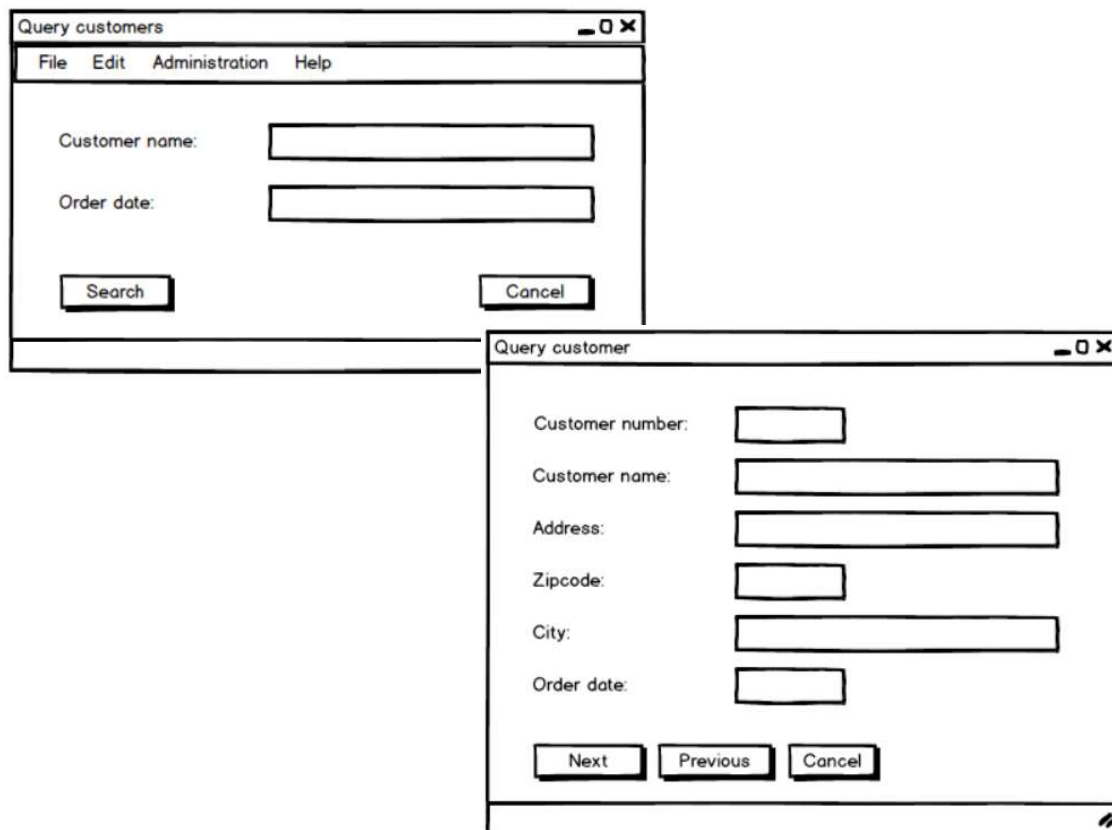 Query customers
File Edit Administration Help
Customer name:
Order date:
Search Cancel
Query customer
Customer number:
Customer name:
Address:
Zipcode:
City:
Order date:
Next Previous Cancel